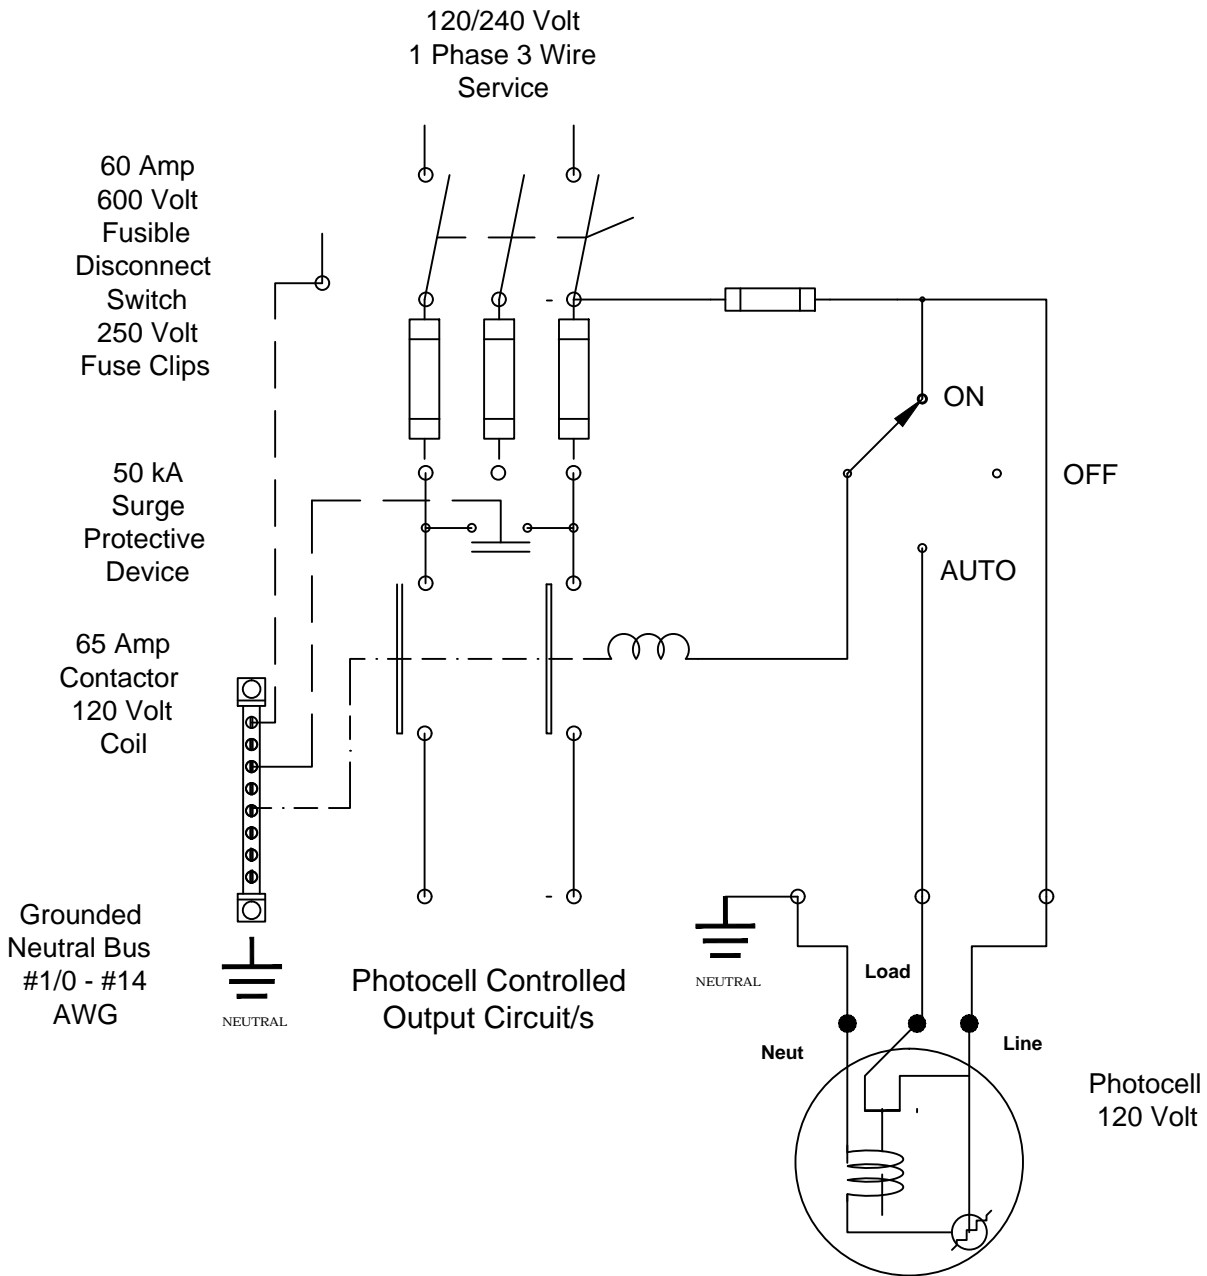 120/240 Volt
1 Phase 3 Wire
Service
60 Amp
600 Volt
Fusible
Disconnect
Switch
250 Volt
Fuse Clips
ON
OFF
AUTO
50 kA
Surge
Protective
Device
65 Amp
Contactor
120 Volt
Coil
Grounded
Neutral Bus
#1/0 - #14
AWG
NEUTRAL
Photocell Controlled
Output Circuit/s
NEUTRAL
Load
Neut
Line
Photocell
120 Volt